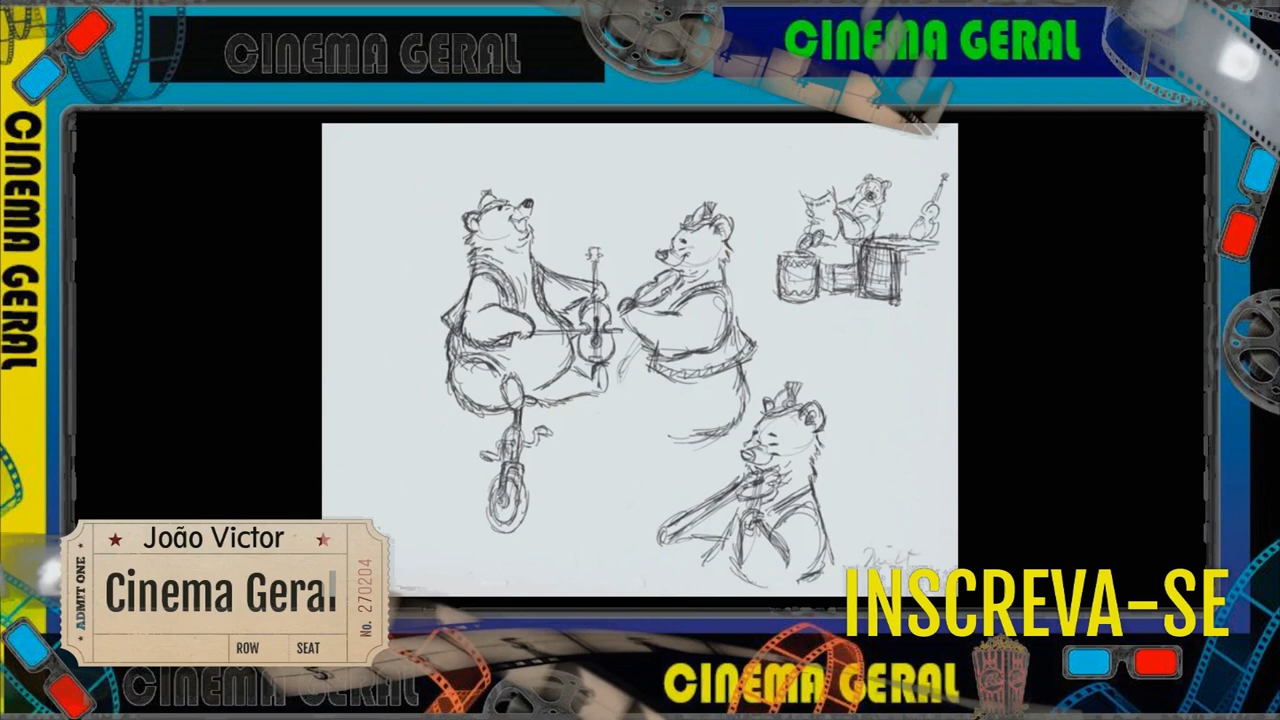 CINEMA GERAL
CINEMA GERAL
CINEMA GERAL
João Victor
Cinema Geral
ADMIT ONE
No. 270204
ROW
SEAT
INSCREVA-SE
CINEMA GERAL
CINEMA GERAL